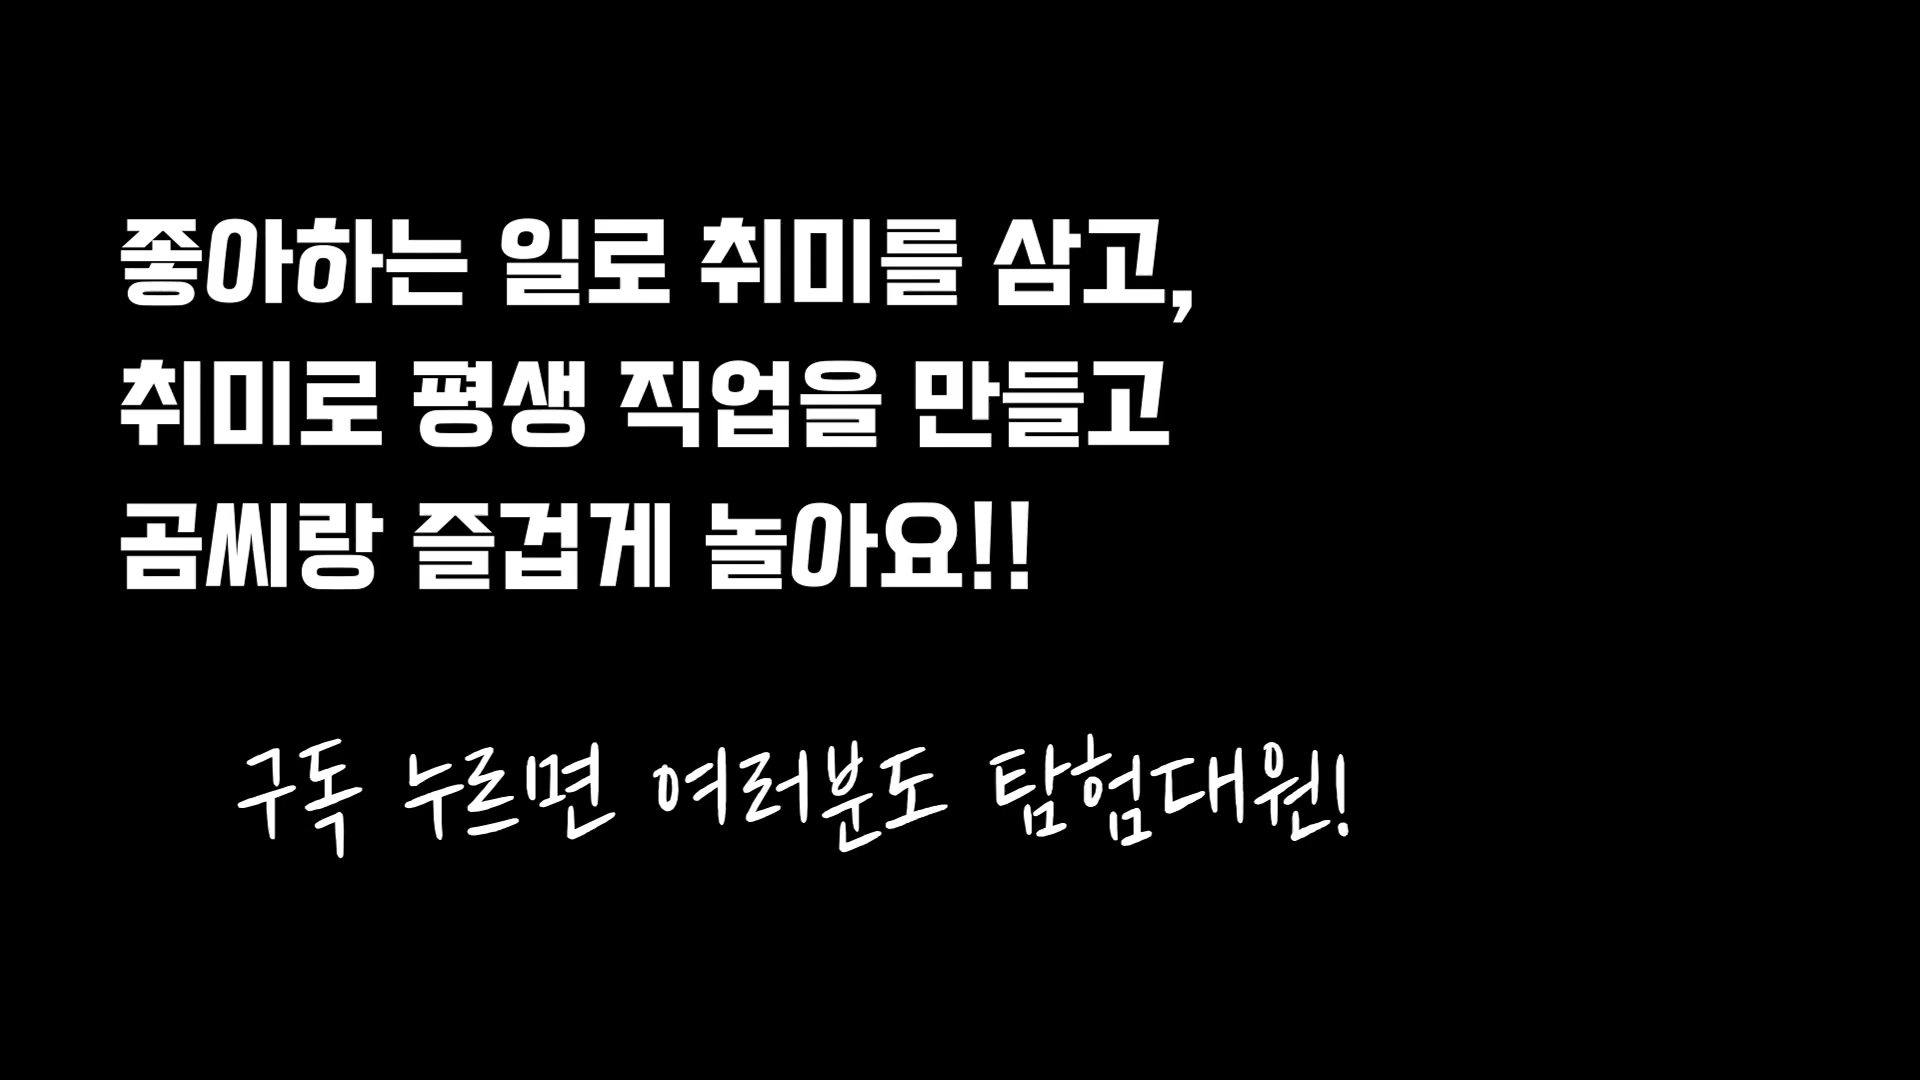 좋아하는 일로 취미를 삼고,
취미로 평생 직업을 만들고
곰씨랑 즐겁게 놀아요!!
구독 누르면 여러분도 탐험대원!